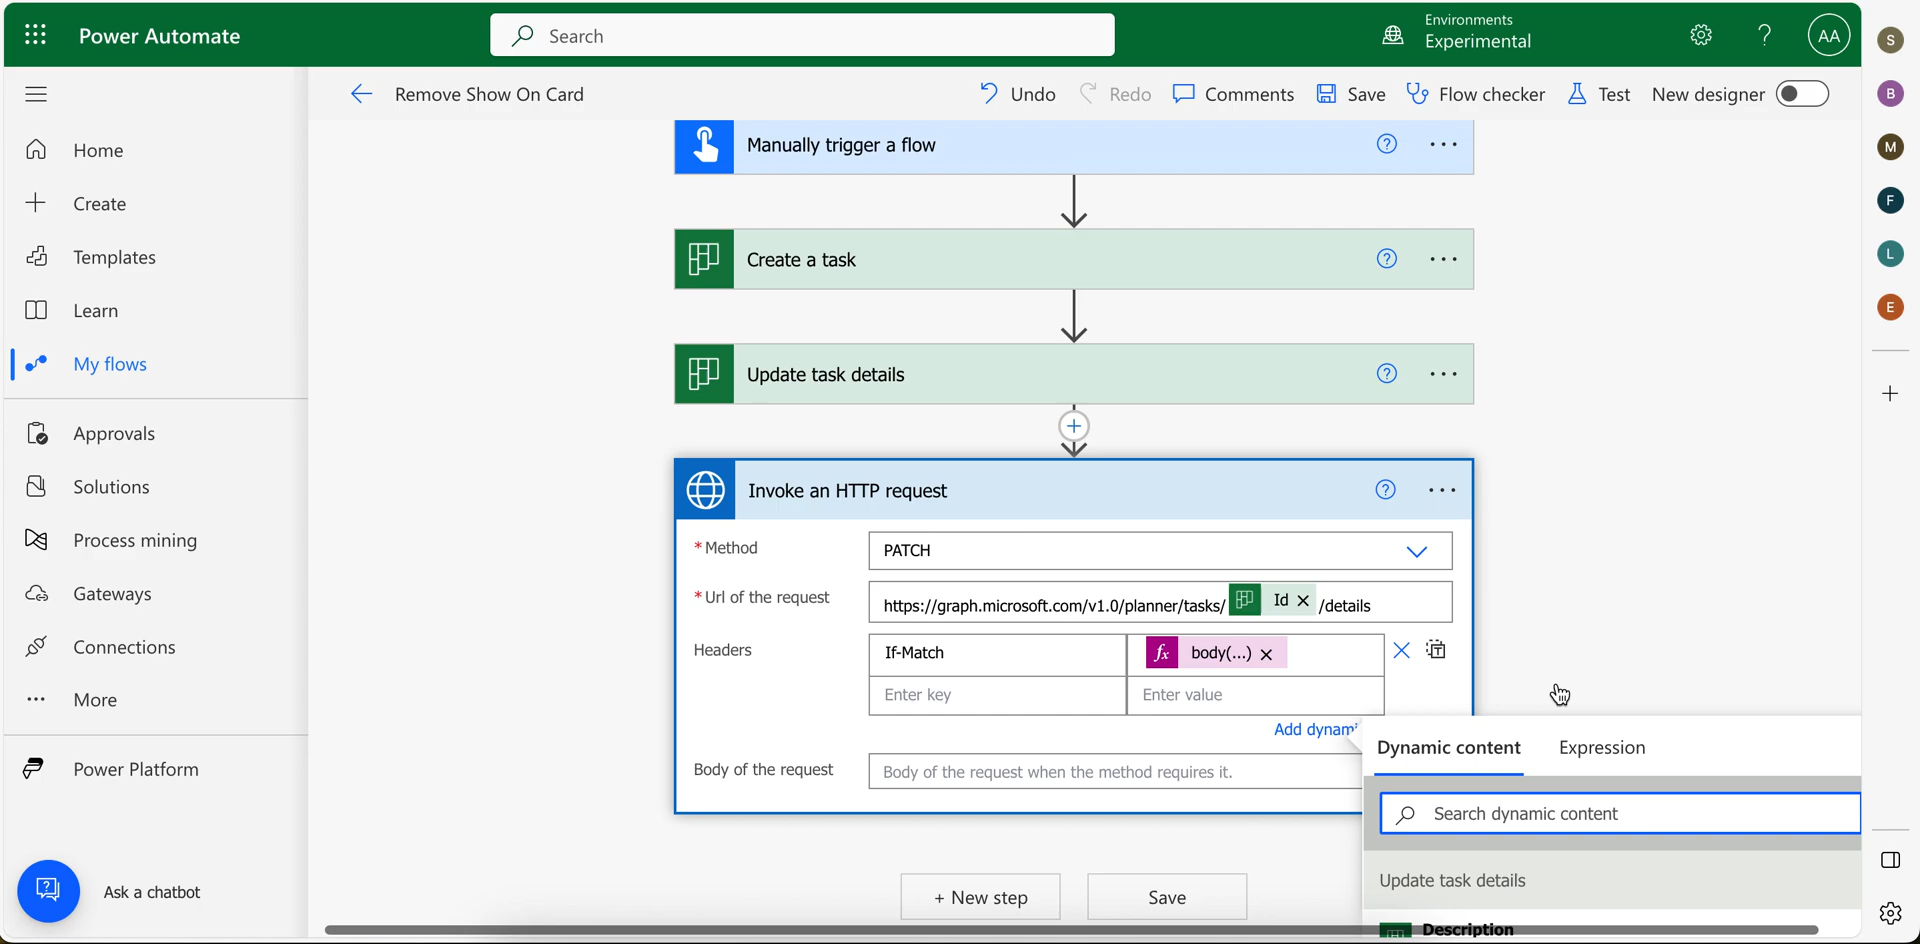 Power Automate
Search
Environments
Experimental
?
AA
S
Remove Show On Card
Undo
Redo
Comments
Save
Flow checker
Test
New designer
B
Home
Create
Templates
Learn
My flows
Approvals
Solutions
Process mining
Gateways
Connections
More
Power Platform
Ask a chatbot
Manually trigger a flow
?
Create a task
?
Update task details
?
Invoke an HTTP request
?
* Method
PATCH
* Url of the request
https://graph.microsoft.com/v1.0/planner/tasks/ Id × /details
Headers
If-Match
fx body(...) ×
Enter key
Enter value
Add dynami
Body of the request
Body of the request when the method requires it.
Dynamic content
Expression
Search dynamic content
Update task details
Description
+ New step
Save
M
F
L
E